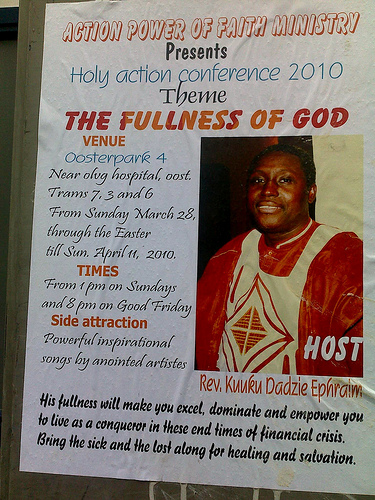 ACTION POWER OF FAITH MINISTRY
Presents
Holy action conference 2010
Theme
THE FULLNESS OF GOD
VENUE
Oosterpark 4
Near olvg hospital, oost.
Trams 7, 3 and 6
From Sunday March 28,
through the Easter
till Sun. April 11, 2010.
TIMES
From 1 pm on Sundays
and 8 pm on Good Friday
Side attraction
Powerful inspirational
songs by anointed artistes
HOST
Rev. Kuuku Dadzie Ephraim
His fullness will make you excel, dominate and empower you
to live as a conqueror in these end times of financial crisis.
Bring the sick and the lost along for healing and salvation.